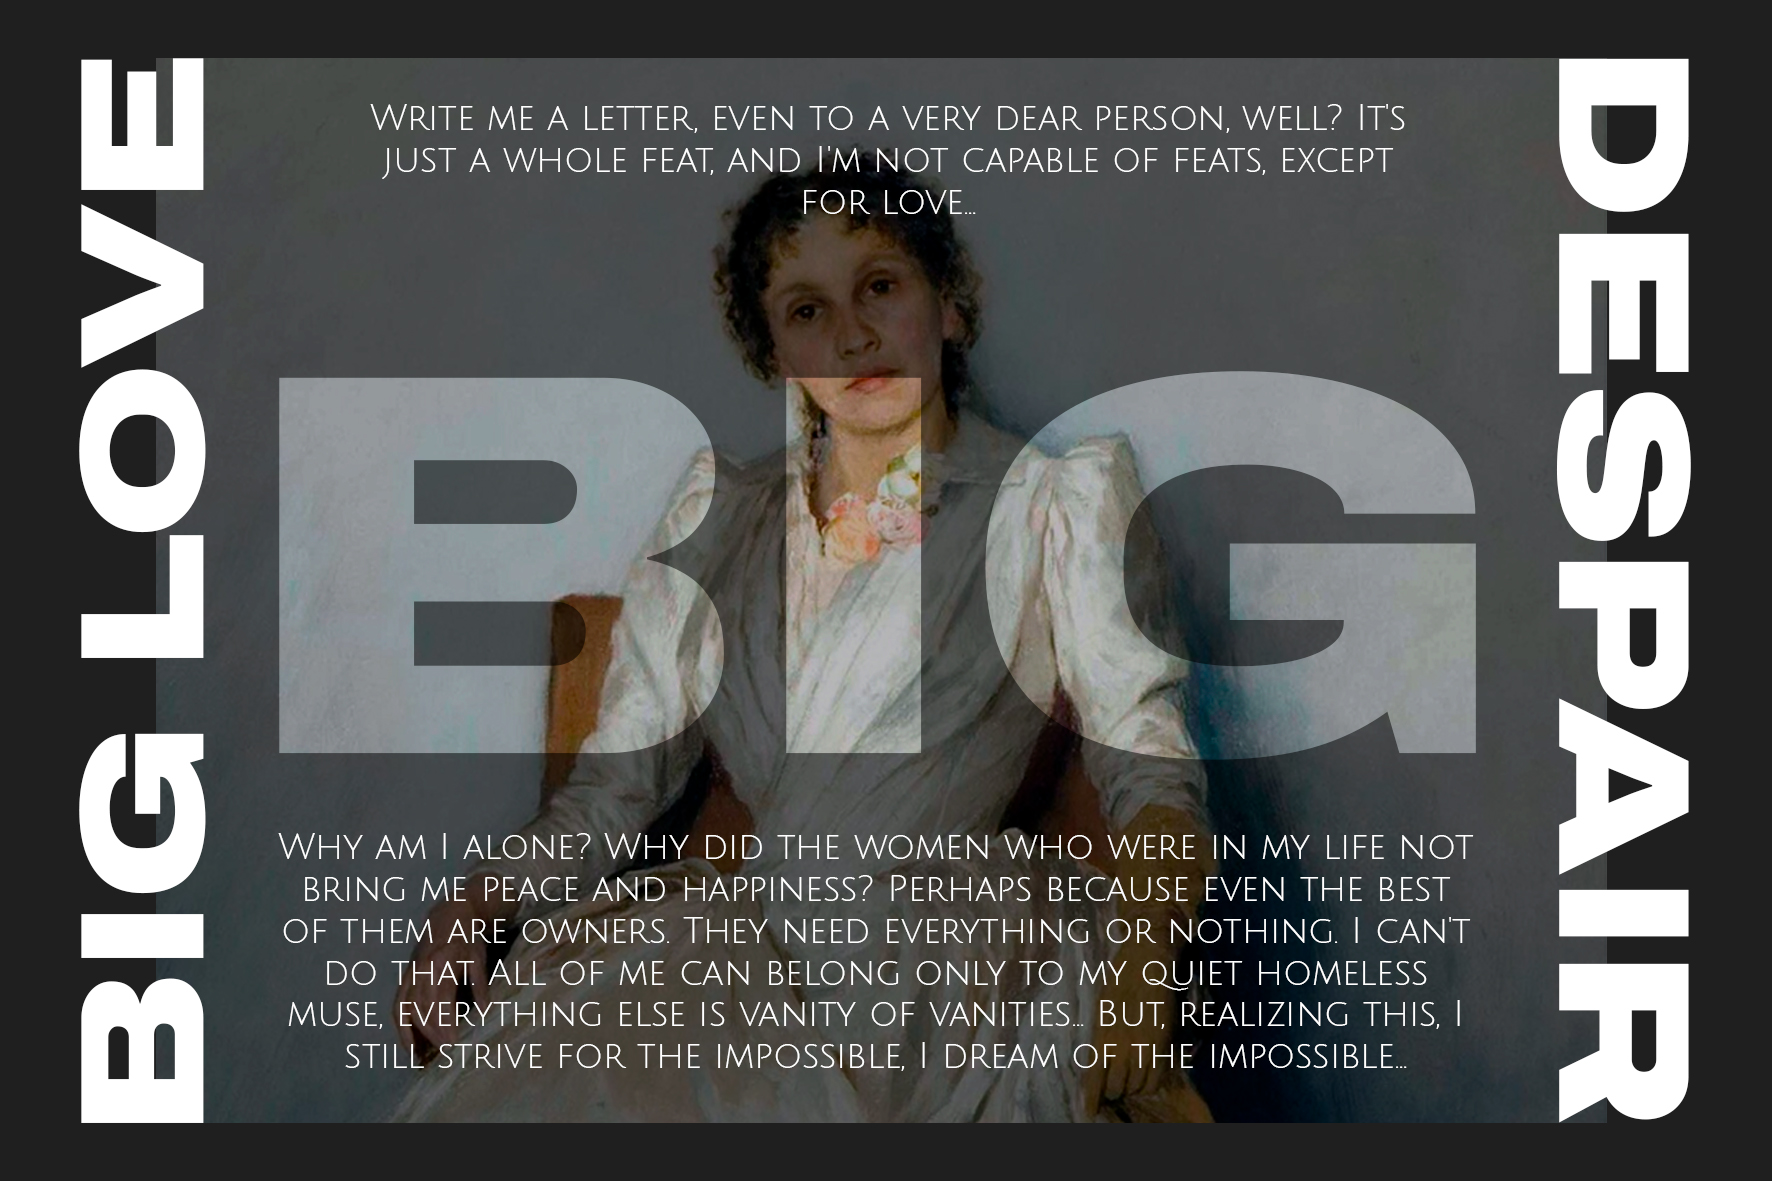 BIG LOVE
WRITE ME A LETTER, EVEN TO A VERY DEAR PERSON, WELL? IT'S
JUST A WHOLE FEAT, AND I'M NOT CAPABLE OF FEATS, EXCEPT
FOR LOVE...
BIG
WHY AM I ALONE? WHY DID THE WOMEN WHO WERE IN MY LIFE NOT
BRING ME PEACE AND HAPPINESS? PERHAPS BECAUSE EVEN THE BEST
OF THEM ARE OWNERS. THEY NEED EVERYTHING OR NOTHING. I CAN'T
DO THAT. ALL OF ME CAN BELONG ONLY TO MY QUIET HOMELESS
MUSE, EVERYTHING ELSE IS VANITY OF VANITIES... BUT, REALIZING THIS, I
STILL STRIVE FOR THE IMPOSSIBLE, I DREAM OF THE IMPOSSIBLE...
DESPAIR